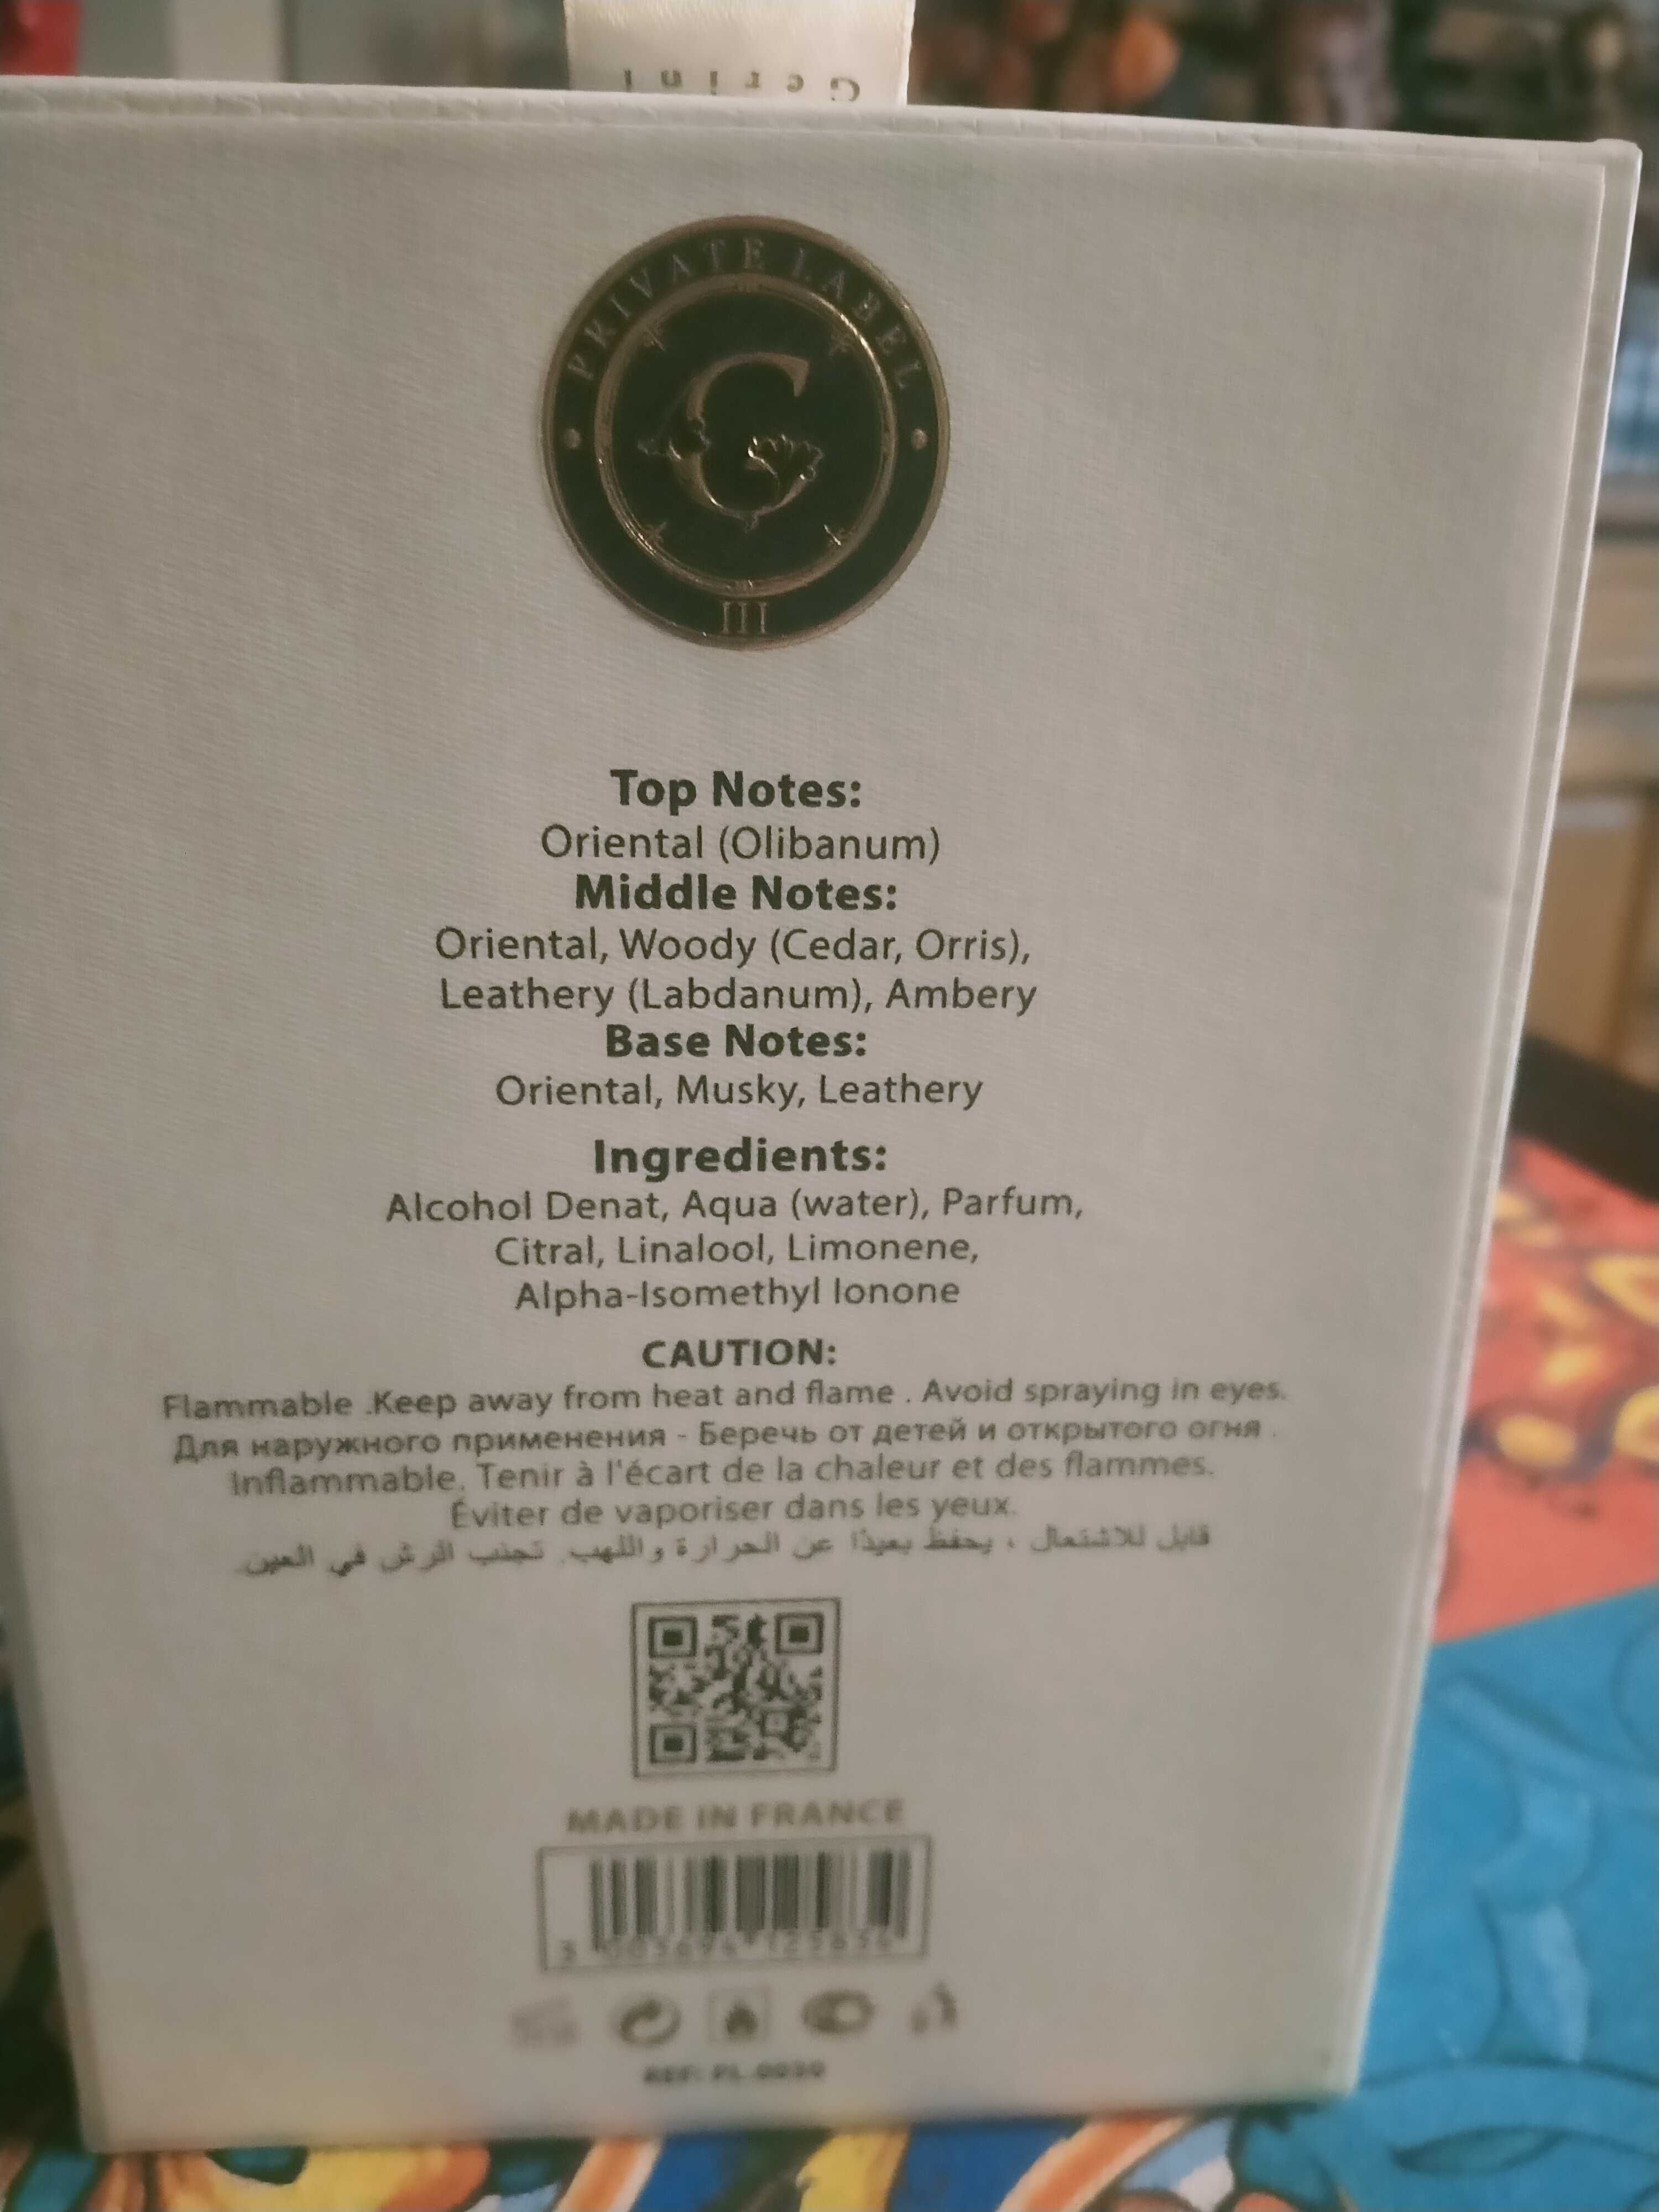 Gerini
PRIVATE LABEL
G
III
Top Notes:
Oriental (Olibanum)
Middle Notes:
Oriental, Woody (Cedar, Orris),
Leathery (Labdanum), Ambery
Base Notes:
Oriental, Musky, Leathery
Ingredients:
Alcohol Denat, Aqua (water), Parfum,
Citral, Linalool, Limonene,
Alpha-Isomethyl Ionone
CAUTION:
Flammable .Keep away from heat and flame . Avoid spraying in eyes.
Для наружного применения - Беречь от детей и открытого огня .
Inflammable. Tenir à l'écart de la chaleur et des flammes.
Éviter de vaporiser dans les yeux.
قابل للاشتعال ، يحفظ بعيدًا عن الحرارة واللهب. تجنب الرش في العين.
MADE IN FRANCE
REF: PL-0030